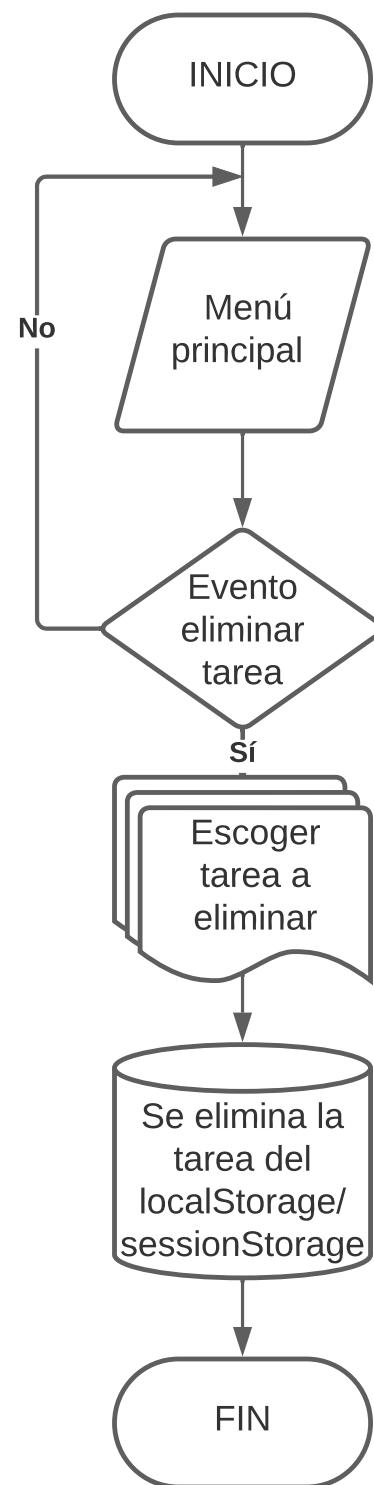 INICIO
Menú
principal
No
Evento
eliminar
tarea
Sí
Escoger
tarea a
eliminar
Se elimina la
tarea del
localStorage/
sessionStorage
FIN